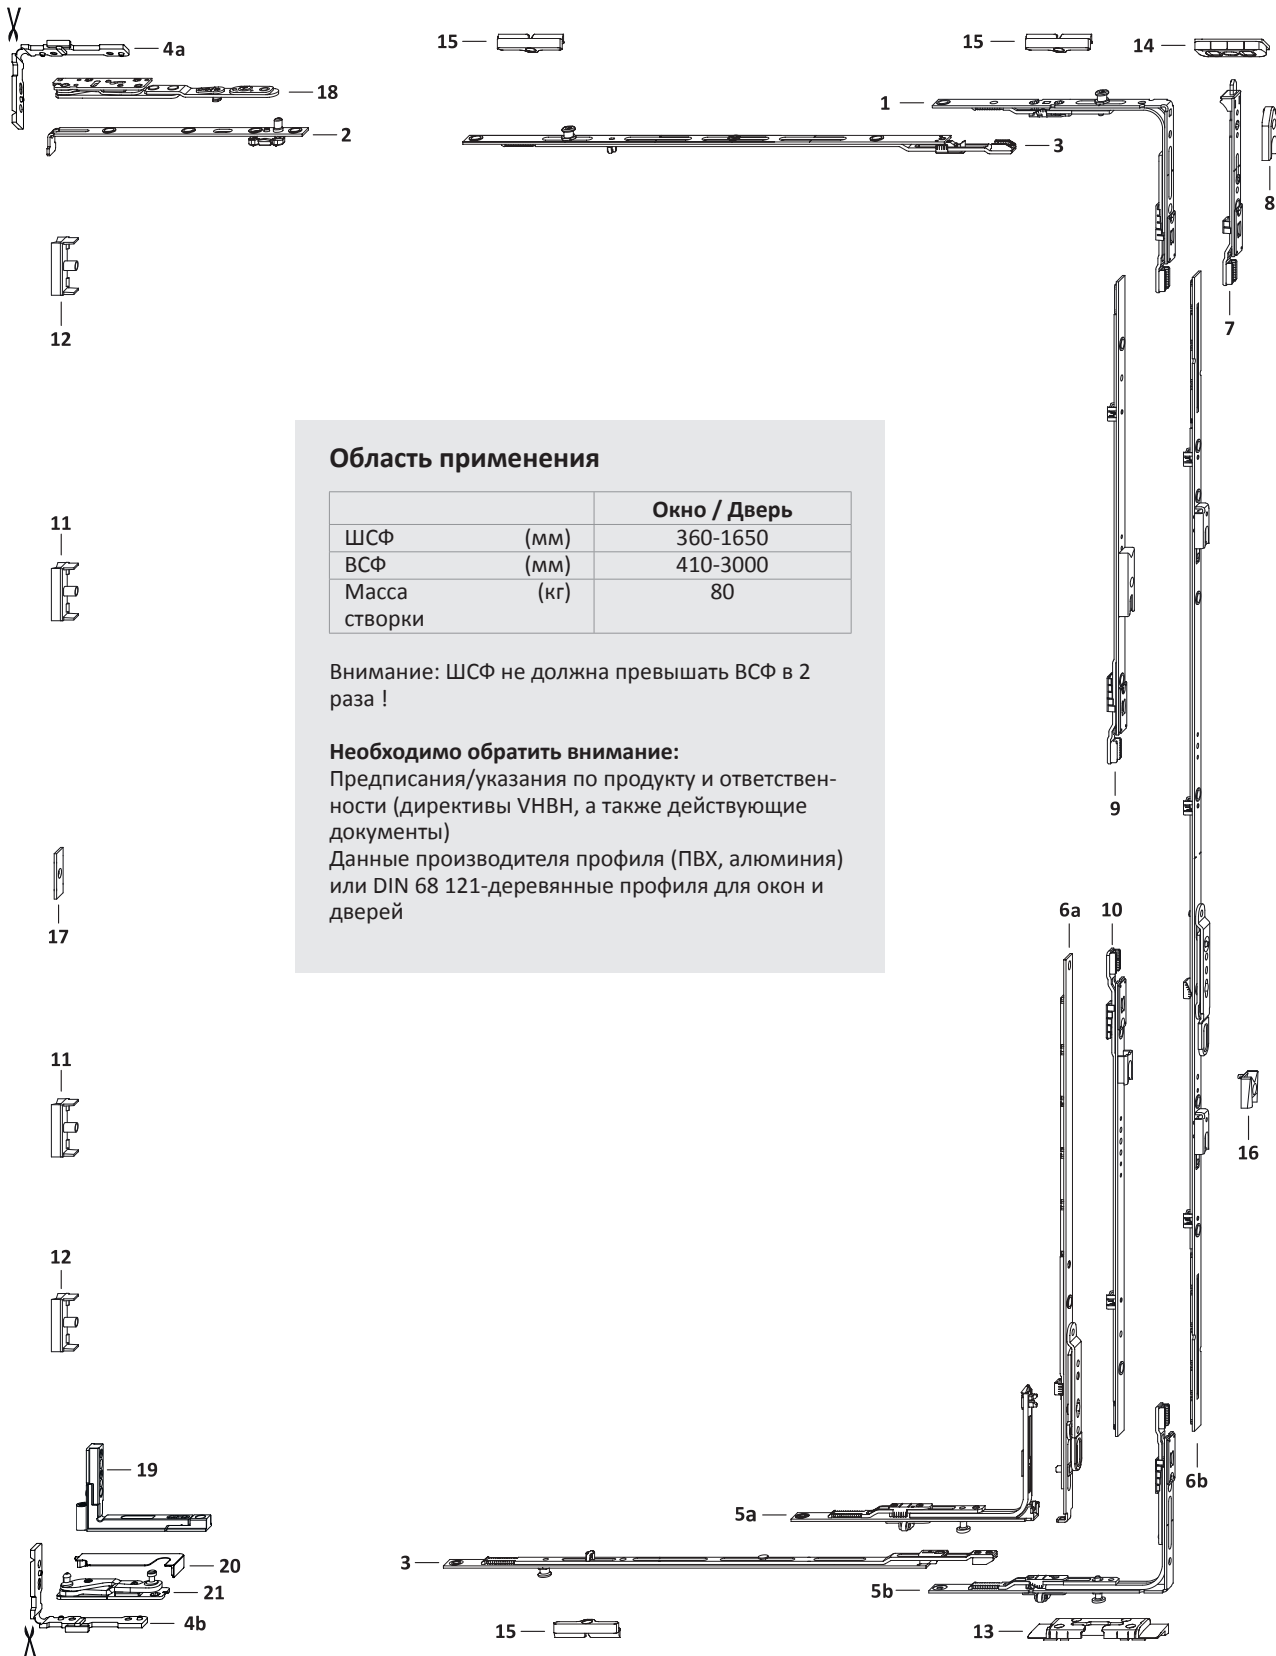 4a
15
15
14
18
1
2
3
8
12
7
Область применения
Окно / Дверь
ШСФ (мм) 360-1650
ВСФ (мм) 410-3000
Масса (кг) 80
створки
Внимание: ШСФ не должна превышать ВСФ в 2
раза !
Необходимо обратить внимание:
Предписания/указания по продукту и ответствен-
ности (директивы VHBH, а также действующие
документы)
Данные производителя профиля (ПВХ, алюминия)
или DIN 68 121-деревянные профиля для окон и
дверей
11
9
17
6a
10
11
16
12
19
6b
5a
3
20
21
5b
4b
15
13